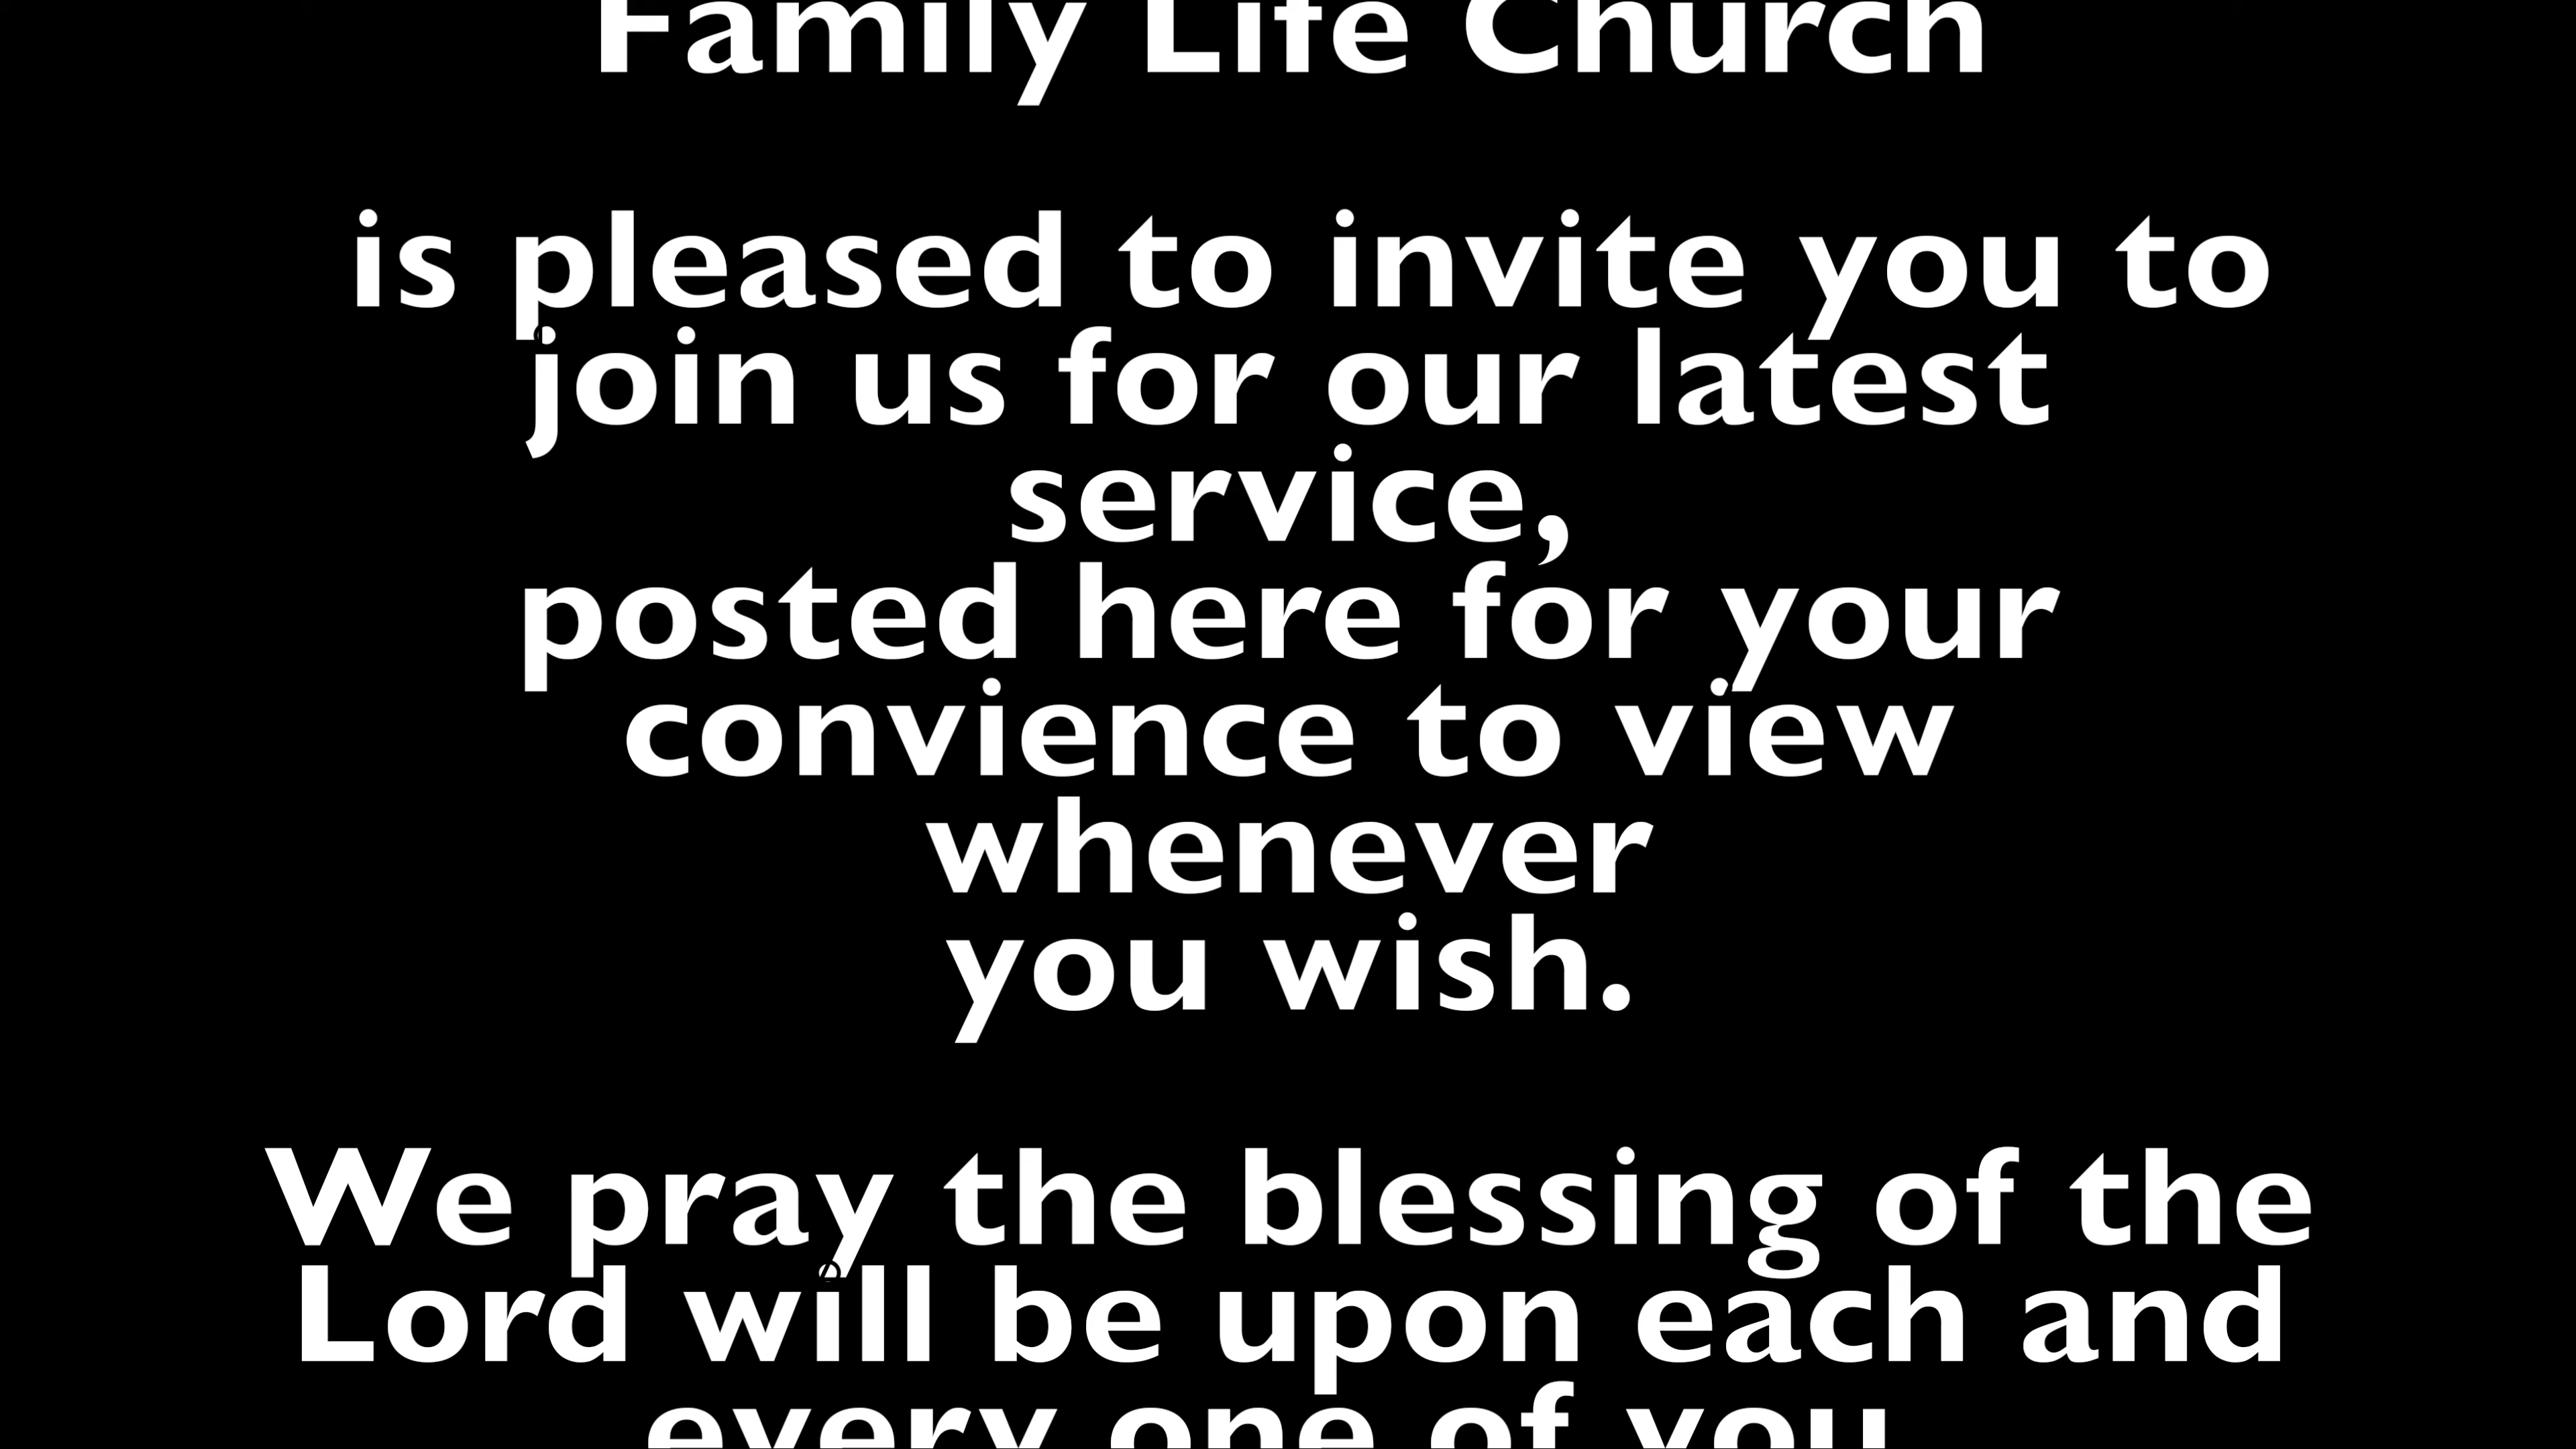 Family Life Church
is pleased to invite you to
join us for our latest
service,
posted here for your
convience to view
whenever
you wish.
We pray the blessing of the
Lord will be upon each and
every one of you